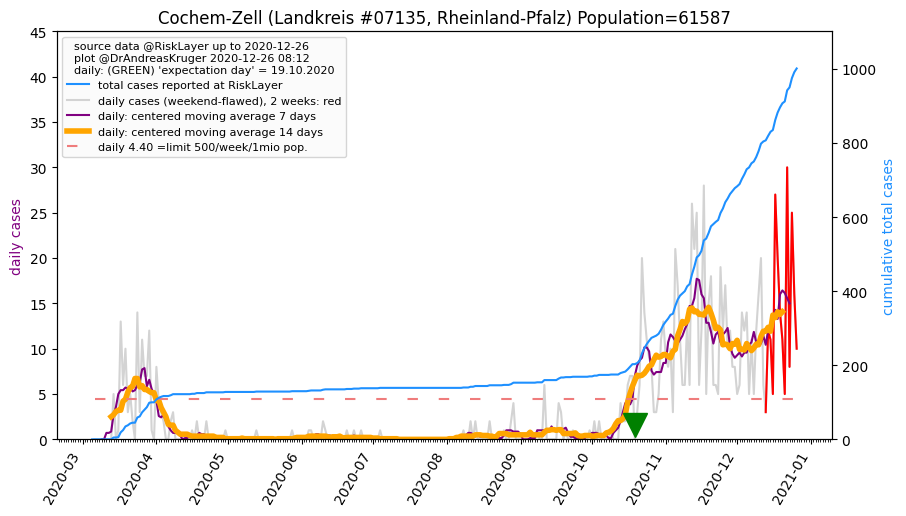 Cochem-Zell (Landkreis #07135, Rheinland-Pfalz) Population=61587
source data @RiskLayer up to 2020-12-26
plot @DrAndreasKruger 2020-12-26 08:12
daily: (GREEN) 'expectation day' = 19.10.2020
total cases reported at RiskLayer
daily cases (weekend-flawed), 2 weeks: red
daily: centered moving average 7 days
daily: centered moving average 14 days
daily 4.40 =limit 500/week/1mio pop.
daily cases
45
40
35
30
25
20
15
10
5
0
cumulative total cases
1000
800
600
400
200
0
2020-03
2020-04
2020-05
2020-06
2020-07
2020-08
2020-09
2020-10
2020-11
2020-12
2021-01